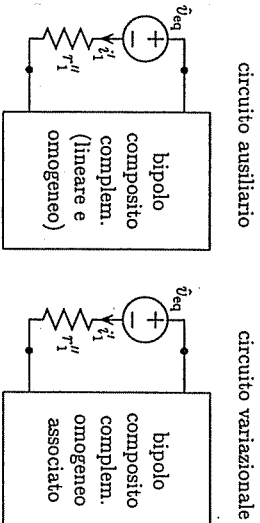 circuito ausiliario
v̂eq
+
−
i′1
r″1
bipolo
composito
complem.
(lineare e
omogeneo)
circuito variazionale
v̂eq
+
−
i′1
r″1
bipolo
composito
complem.
omogeneo
associato